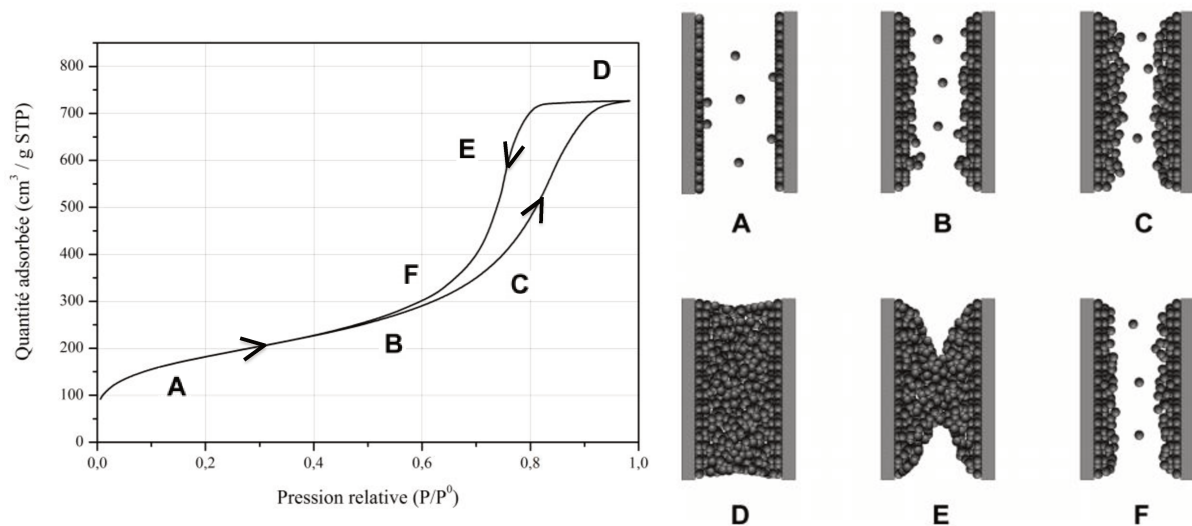 Quantité adsorbée (cm³ / g STP)
800
700
600
500
400
300
200
100
0
0,0
0,2
0,4
0,6
0,8
1,0
Pression relative (P/P⁰)
A
B
C
D
E
F
A
B
C
D
E
F